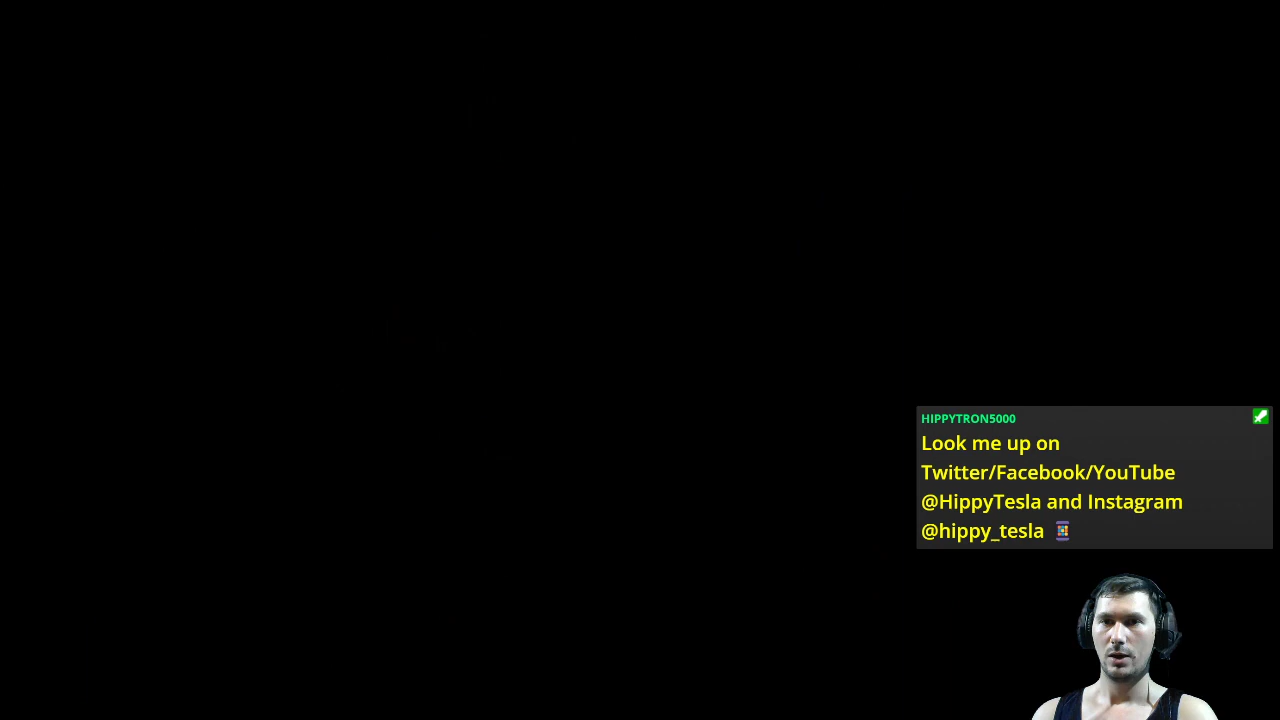 HIPPYTRON5000
Look me up on
Twitter/Facebook/YouTube
@HippyTesla and Instagram
@hippy_tesla